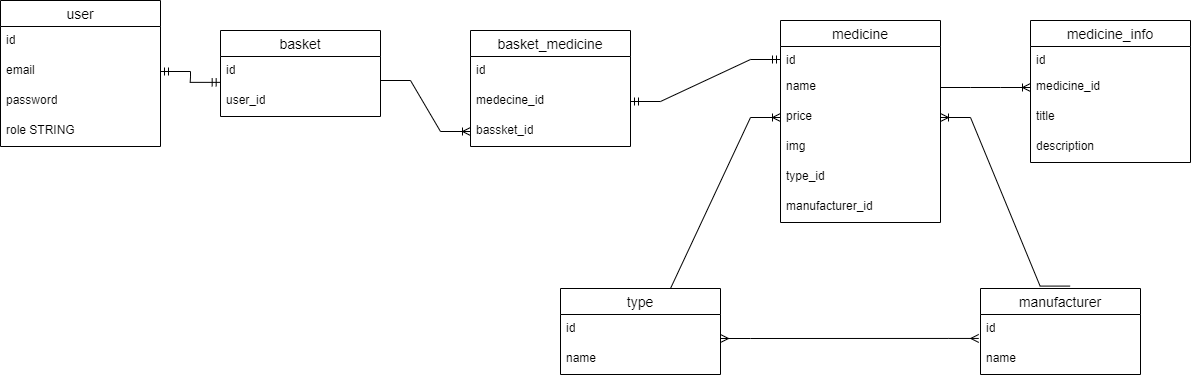 user
id
email
password
role STRING
basket
id
user_id
basket_medicine
id
medecine_id
bassket_id
medicine
id
name
price
img
type_id
manufacturer_id
medicine_info
id
medicine_id
title
description
type
id
name
manufacturer
id
name